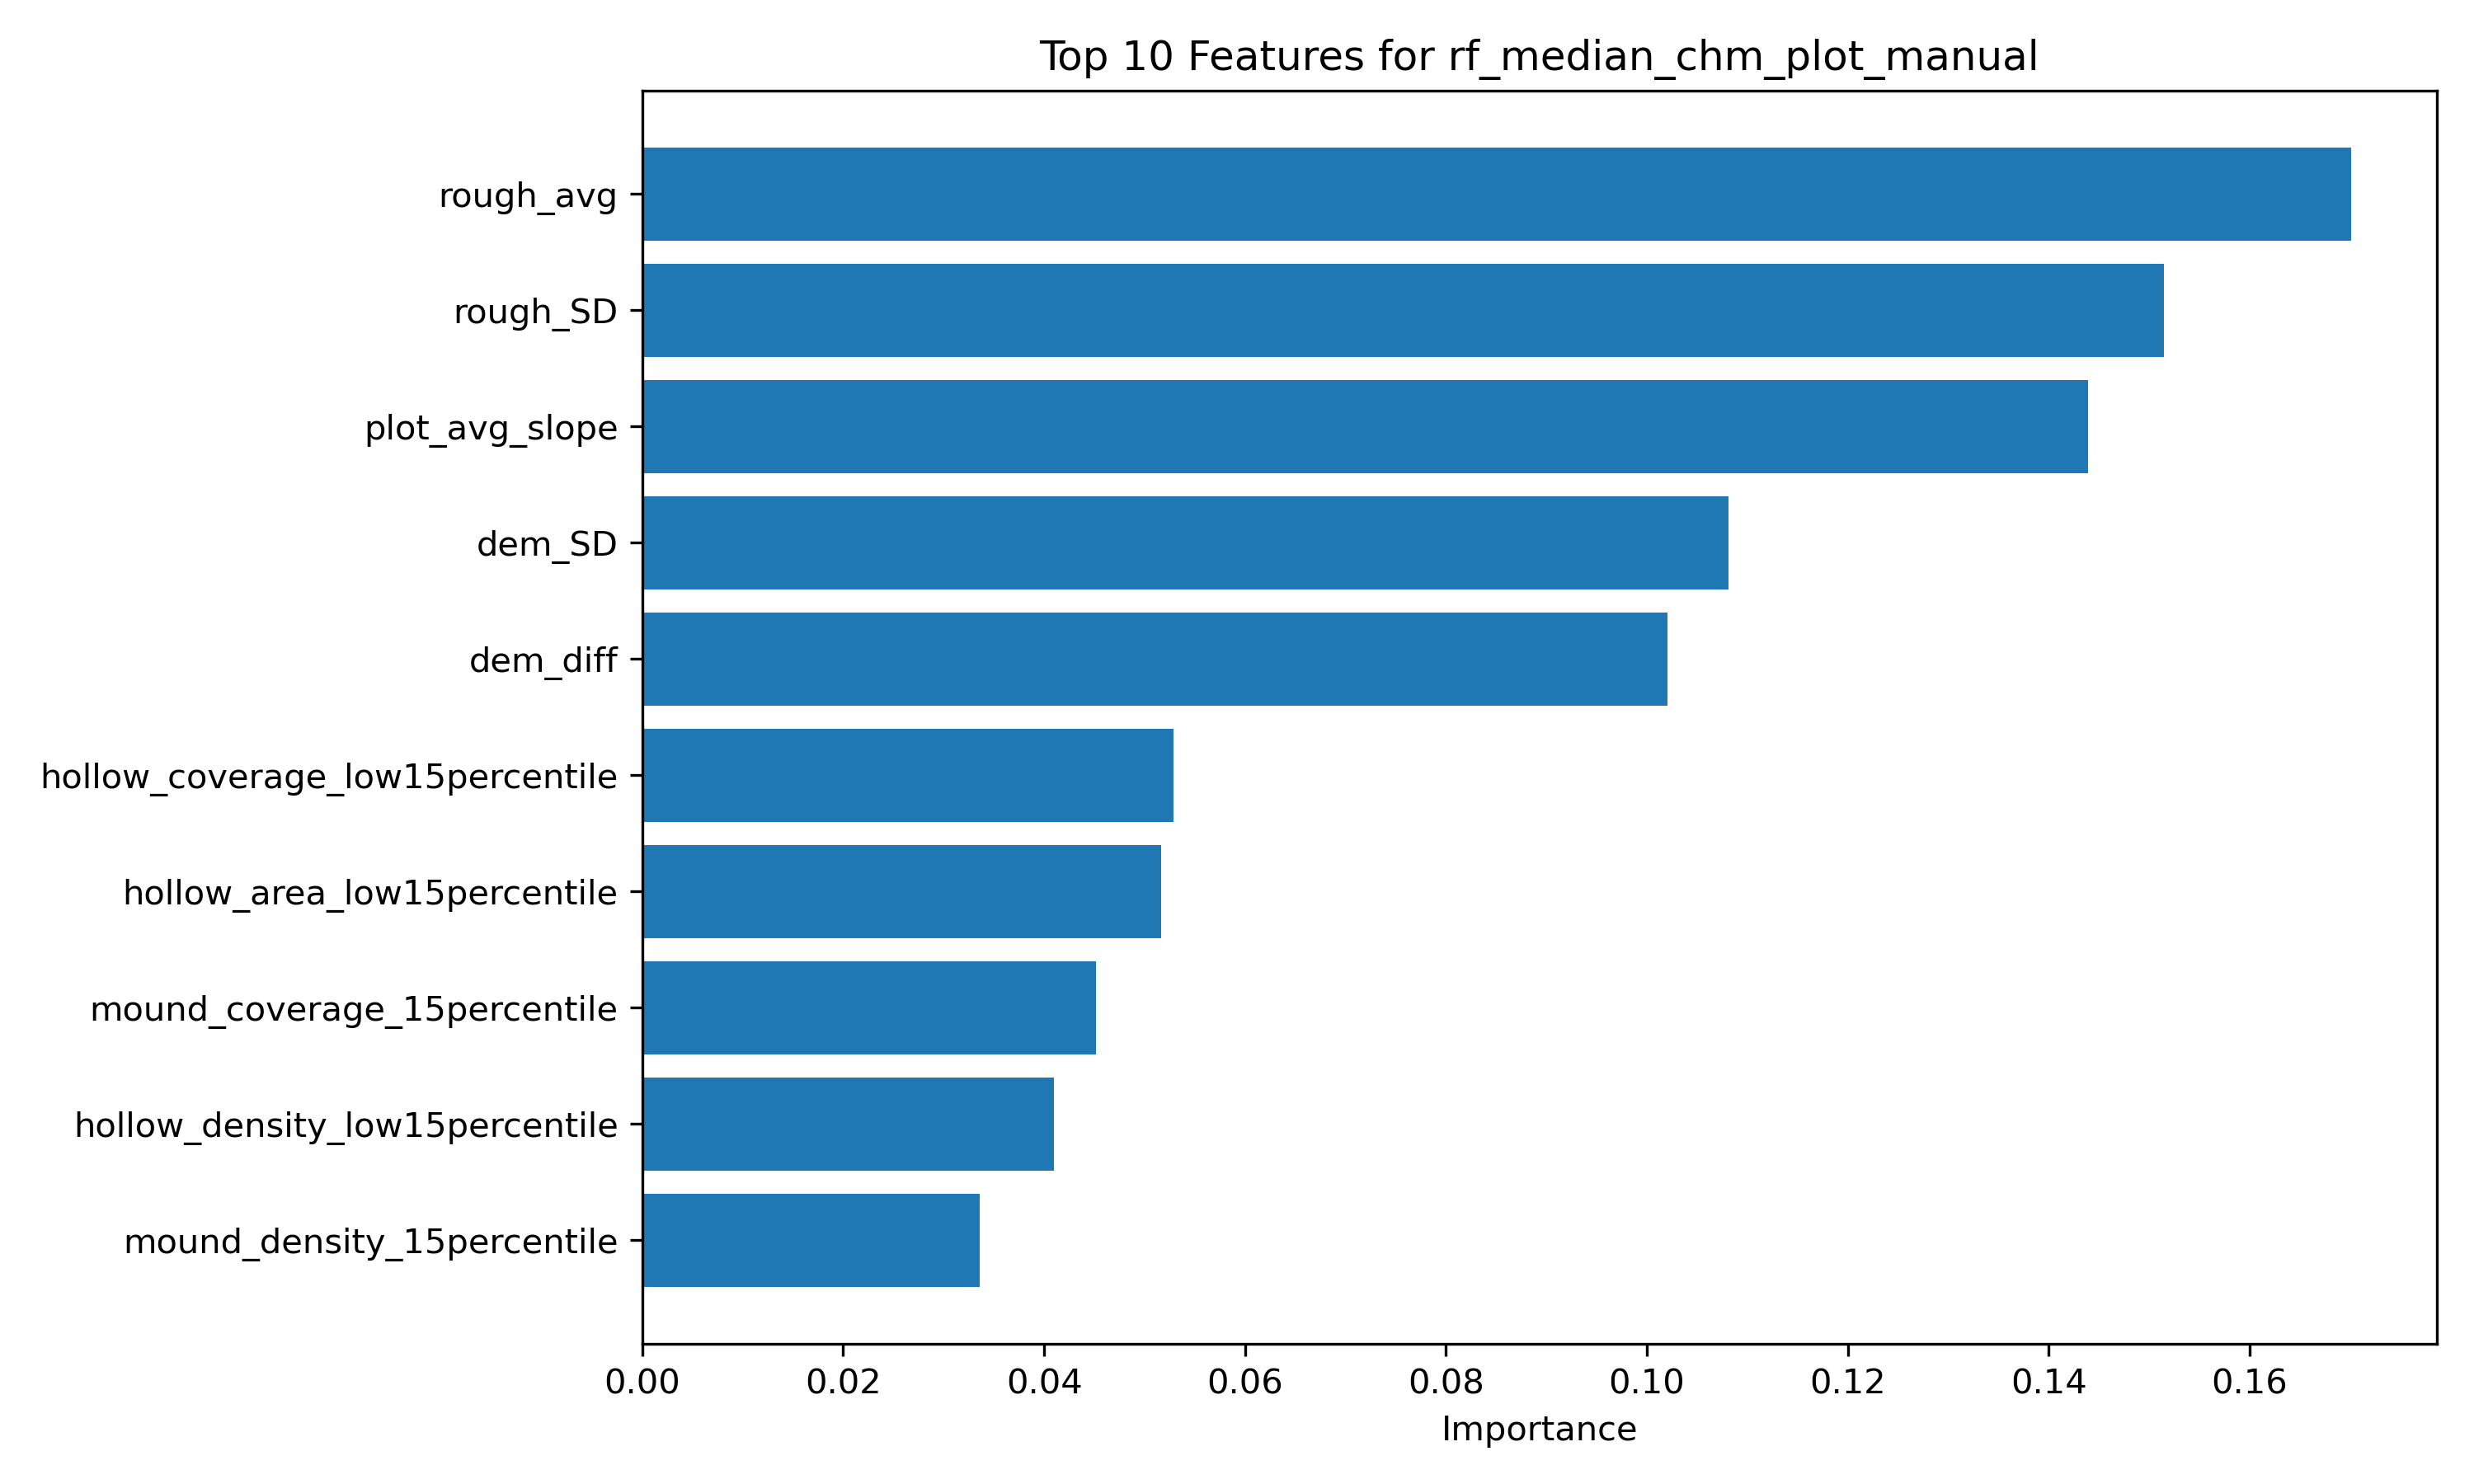 Top 10 Features for rf_median_chm_plot_manual
rough_avg
rough_SD
plot_avg_slope
dem_SD
dem_diff
hollow_coverage_low15percentile
hollow_area_low15percentile
mound_coverage_15percentile
hollow_density_low15percentile
mound_density_15percentile
0.00 0.02 0.04 0.06 0.08 0.10 0.12 0.14 0.16
Importance